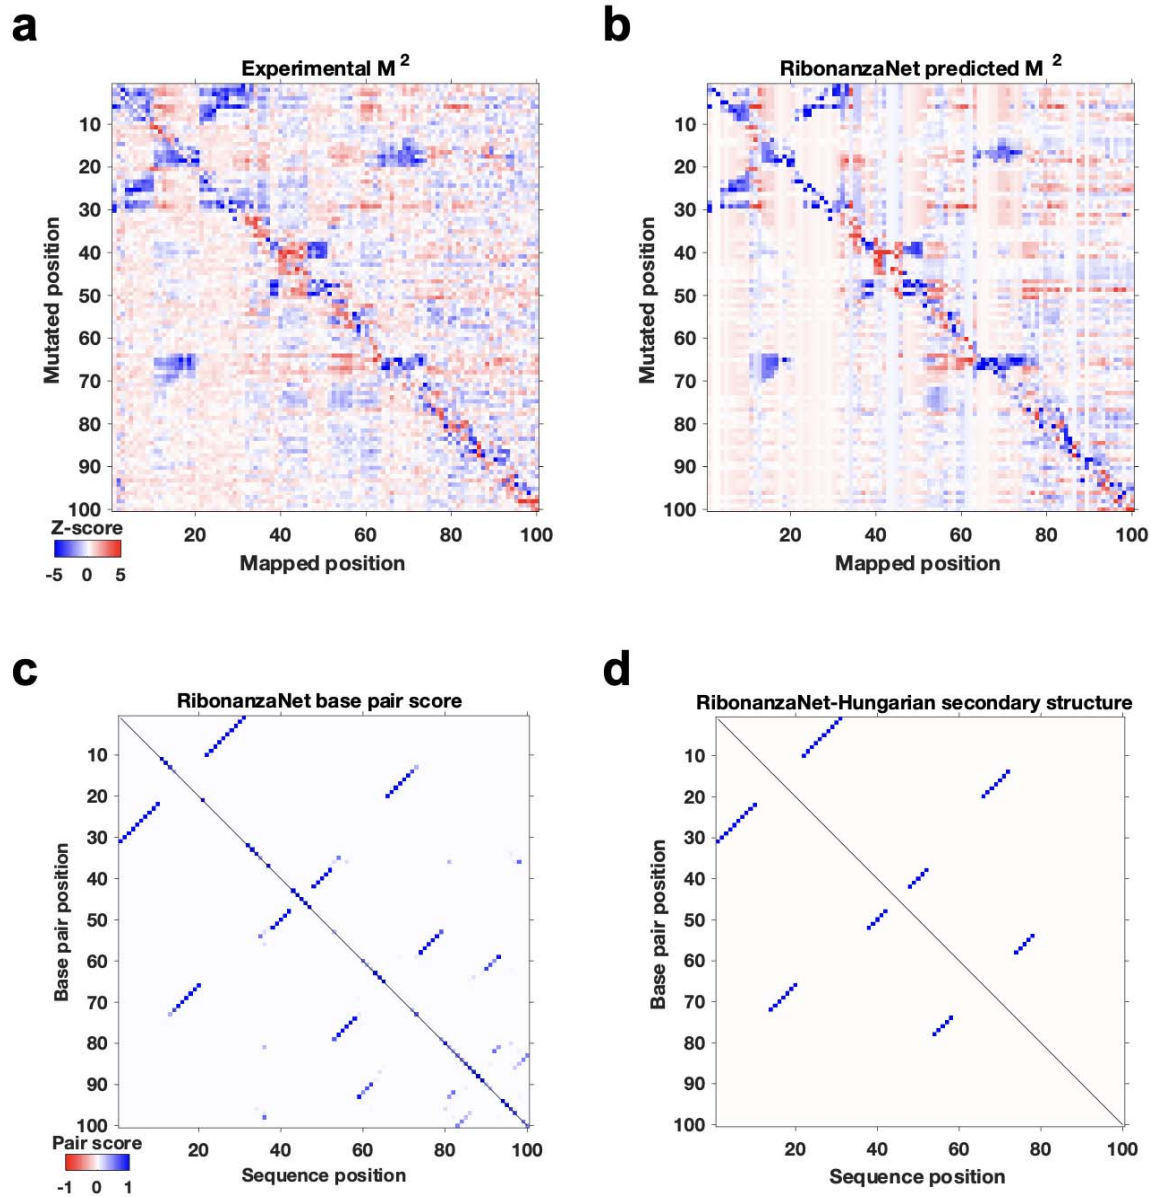 a
b
Experimental M 2
RibonanzaNet predicted M 2
Mutated position
10
20
30
40
50
60
70
80
90
100
20 40 60 80 100
Mapped position
Z-score
-5 0 5
Mutated position
10
20
30
40
50
60
70
80
90
100
20 40 60 80 100
Mapped position
c
d
RibonanzaNet base pair score
RibonanzaNet-Hungarian secondary structure
Base pair position
10
20
30
40
50
60
70
80
90
100
20 40 60 80 100
Sequence position
Pair score
-1 0 1
Base pair position
10
20
30
40
50
60
70
80
90
100
20 40 60 80 100
Sequence position